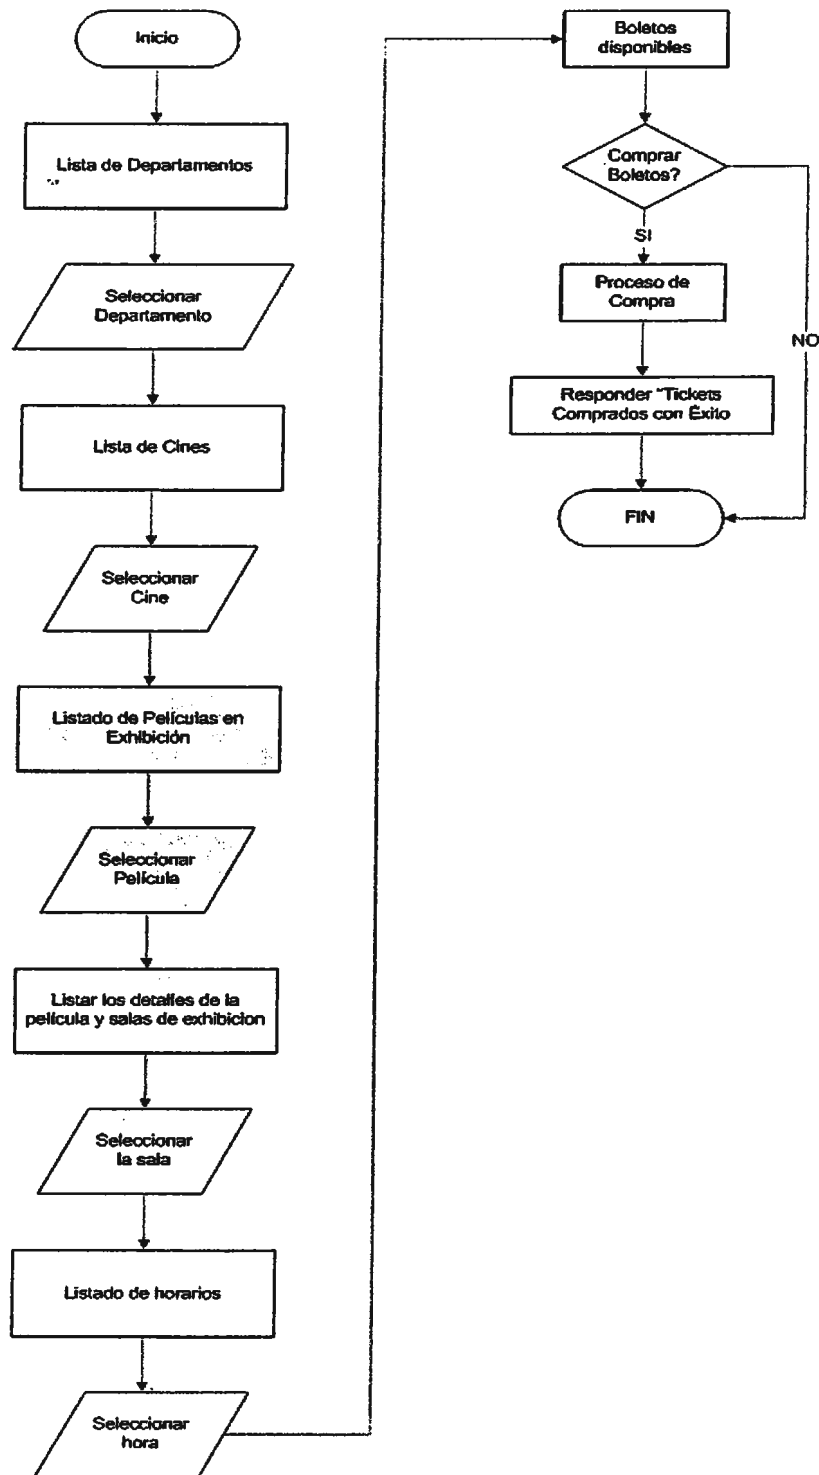 Inicio
Lista de Departamentos
Seleccionar
Departamento
Lista de Cines
Seleccionar
Cine
Listado de Películas en
Exhibición
Seleccionar
Película
Listar los detalles de la
película y salas de exhibicion
Seleccionar
la sala
Listado de horarios
Seleccionar
hora
Boletos
disponibles
Comprar
Boletos?
SI
Proceso de
Compra
NO
Responder "Tickets
Comprados con Éxito
FIN